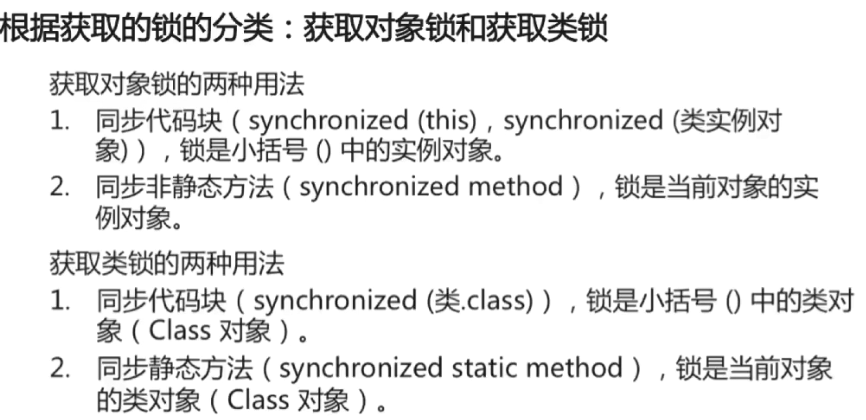 根据获取的锁的分类：获取对象锁和获取类锁
获取对象锁的两种用法
1. 同步代码块（synchronized (this)，synchronized (类实例对
象)），锁是小括号 () 中的实例对象。
2. 同步非静态方法（synchronized method），锁是当前对象的实
例对象。
获取类锁的两种用法
1. 同步代码块（synchronized (类.class)），锁是小括号 () 中的类对
象（Class 对象）。
2. 同步静态方法（synchronized static method），锁是当前对象
的类对象（Class 对象）。